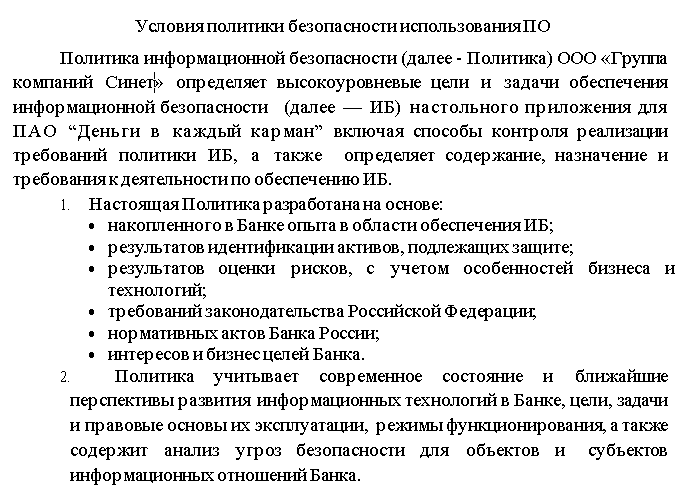 Условия политики безопасности использования ПО
Политика информационной безопасности (далее - Политика) ООО «Группа
компаний Синет» определяет высокоуровневые цели и задачи обеспечения
информационной безопасности (далее — ИБ) настольного приложения для
ПАО “Деньги в каждый карман” включая способы контроля реализации
требований политики ИБ, а также определяет содержание, назначение и
требования к деятельности по обеспечению ИБ.
1. Настоящая Политика разработана на основе:
• накопленного в Банке опыта в области обеспечения ИБ;
• результатов идентификации активов, подлежащих защите;
• результатов оценки рисков, с учетом особенностей бизнеса и
технологий;
• требований законодательства Российской Федерации;
• нормативных актов Банка России;
• интересов и бизнес целей Банка.
2. Политика учитывает современное состояние и ближайшие
перспективы развития информационных технологий в Банке, цели, задачи
и правовые основы их эксплуатации, режимы функционирования, а также
содержит анализ угроз безопасности для объектов и субъектов
информационных отношений Банка.